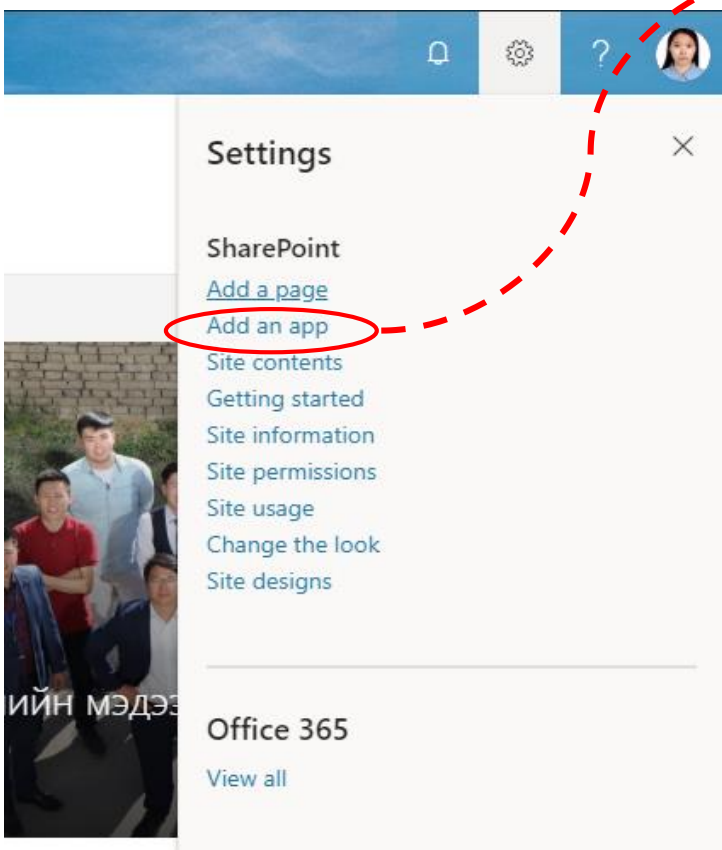 ?
Settings
SharePoint
Add a page
Add an app
Site contents
Getting started
Site information
Site permissions
Site usage
Change the look
Site designs
ийн мэдээ
Office 365
View all